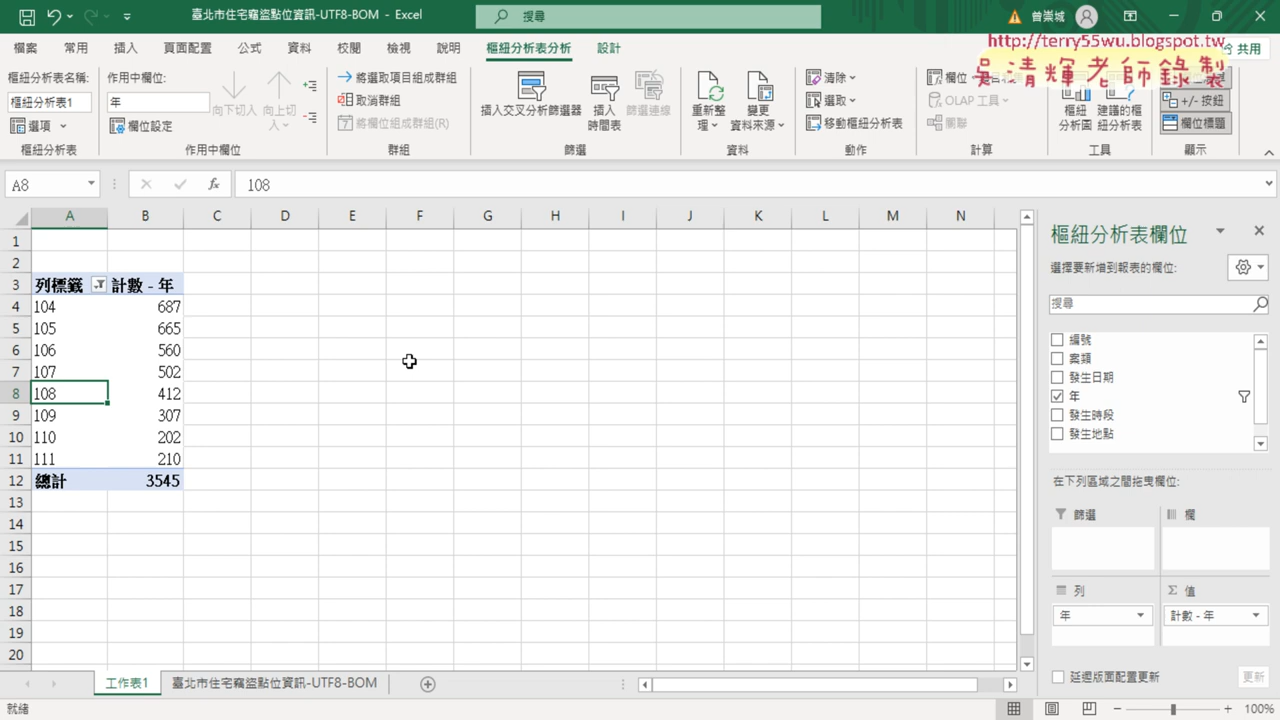 臺北市住宅竊盜點位資訊-UTF8-BOM - Excel
搜尋
曾崇城
檔案 常用 插入 頁面配置 公式 資料 校閱 檢視 說明 樞紐分析表分析 設計
共用
http://terry55wu.blogspot.tw
吳清輝老師錄製
樞紐分析表名稱:
樞紐分析表1
選項
樞紐分析表
作用中欄位:
年
欄位設定
向下切入
向上切入
作用中欄位
將選取項目組成群組
取消群組
將欄位組成群組(R)
群組
插入交叉分析篩選器
插入時間表
篩選連線
篩選
重新整理
變更資料來源
資料
清除
選取
移動樞紐分析表
動作
OLAP 工具
關聯
計算
樞紐分析圖
建議的樞紐分析表
工具
+/- 按鈕
欄位標題
顯示
A8
fx
108
A B C D E F G H I J K L M N
1
2
3 列標籤 計數 - 年
4 104 687
5 105 665
6 106 560
7 107 502
8 108 412
9 109 307
10 110 202
11 111 210
12 總計 3545
13
14
15
16
17
18
19
20
樞紐分析表欄位
選擇要新增到報表的欄位:
搜尋
編號
案類
發生日期
年
發生時段
發生地點
在下列區域之間拖曳欄位:
篩選
欄
列
Σ 值
年
計數 - 年
延遲版面配置更新
更新
工作表1
臺北市住宅竊盜點位資訊-UTF8-BOM
就緒
100%